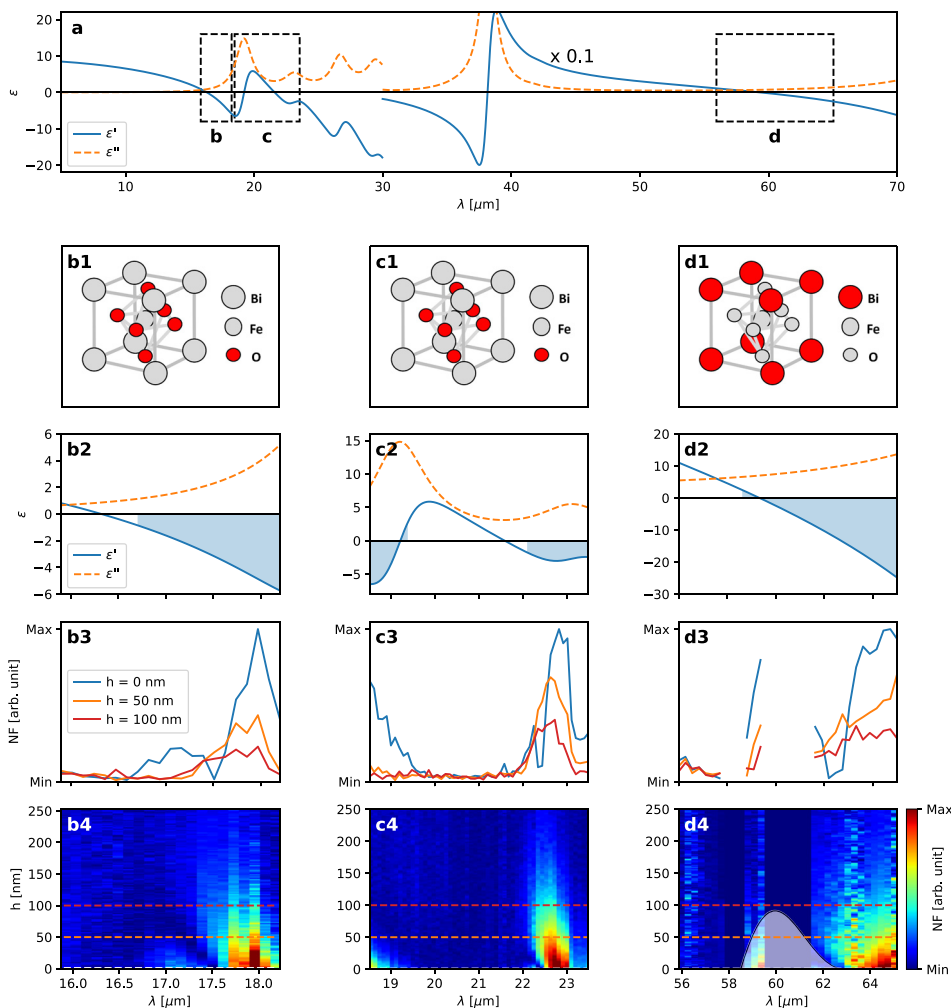 a
20
10
0
−10
−20
ε
ε'
ε"
b
c
x 0.1
d
10
20
30
40
50
60
70
λ [μm]
b1
Bi
Fe
O
c1
Bi
Fe
O
d1
Bi
Fe
O
b2
6
4
2
0
−2
−4
−6
ε
ε'
ε"
c2
15
10
5
0
−5
d2
20
10
0
−10
−20
−30
b3
Max
Min
NF [arb. unit]
h = 0 nm
h = 50 nm
h = 100 nm
c3
d3
Max
Min
b4
250
200
150
100
50
0
h [nm]
16.0
16.5
17.0
17.5
18.0
λ [μm]
c4
250
200
150
100
50
0
19
20
21
22
23
λ [μm]
d4
250
200
150
100
50
0
56
58
60
62
64
λ [μm]
Max
Min
NF [arb. unit]